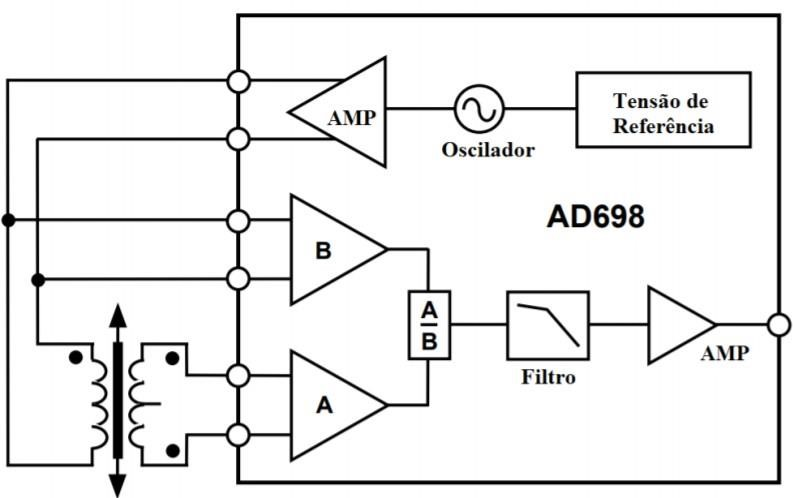 AMP
Oscilador
Tensão de
Referência
AD698
B
A
B
Filtro
AMP
A